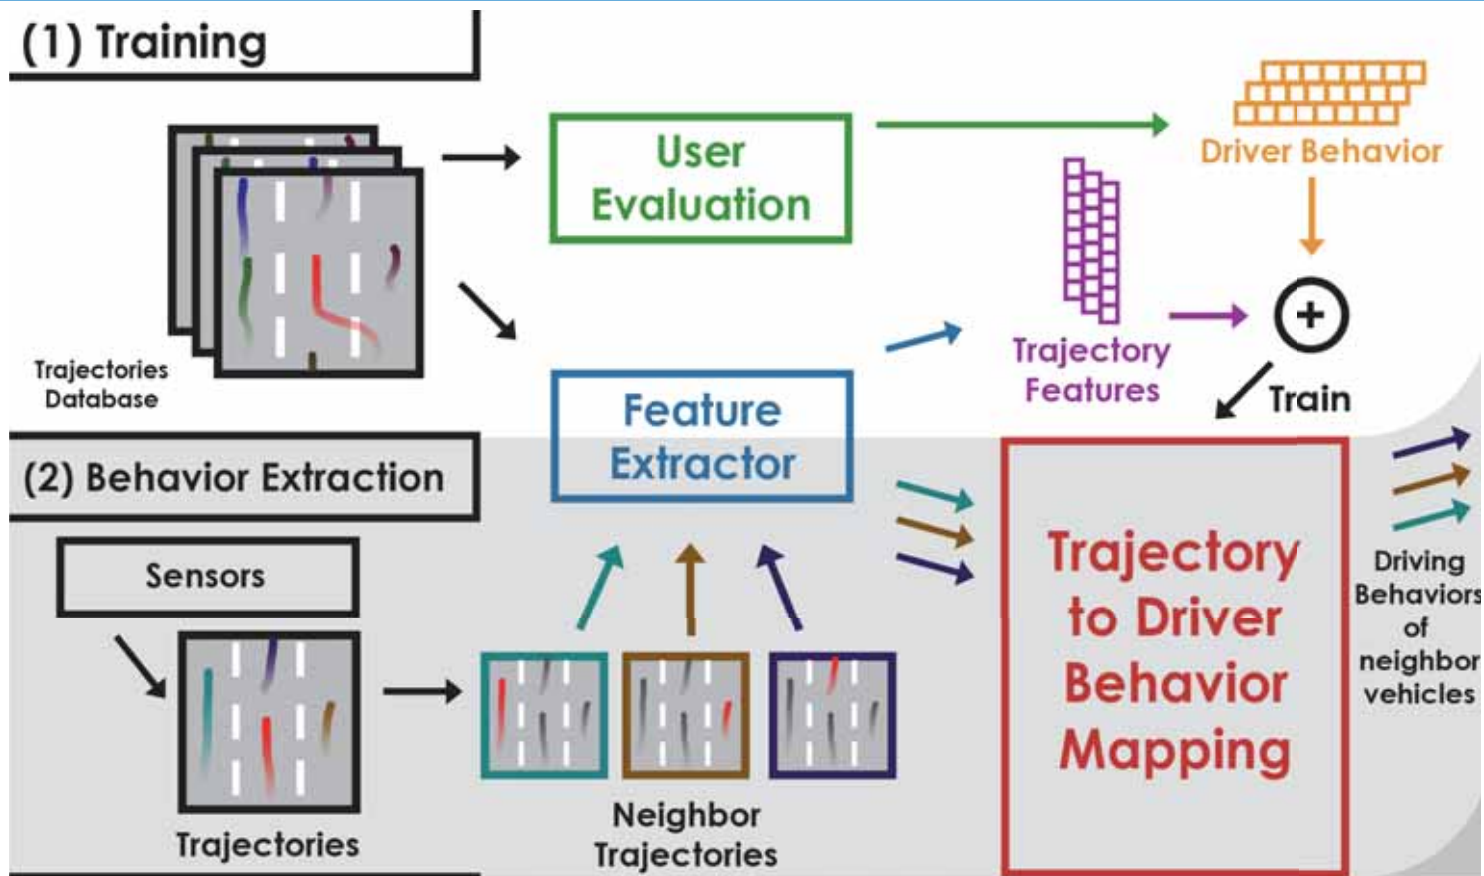 (1) Training
User
Evaluation
Driver Behavior
Trajectories
Database
Trajectory
Features
+
Train
Feature
Extractor
(2) Behavior Extraction
Sensors
Trajectories
Neighbor
Trajectories
Trajectory
to Driver
Behavior
Mapping
Driving
Behaviors
of
neighbor
vehicles